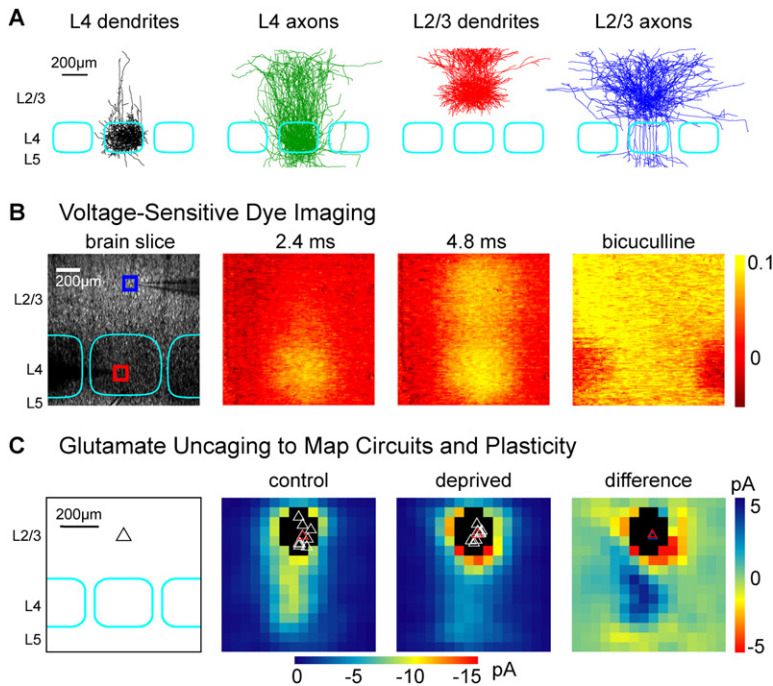 A
L4 dendrites
L4 axons
L2/3 dendrites
L2/3 axons
200µm
L2/3
L4
L5
B
Voltage-Sensitive Dye Imaging
brain slice
2.4 ms
4.8 ms
bicuculline
200µm
L2/3
L4
L5
0.1
0
C
Glutamate Uncaging to Map Circuits and Plasticity
control
deprived
difference
pA
200µm
L2/3
L4
L5
5
0
-5
0 -5 -10 -15 pA